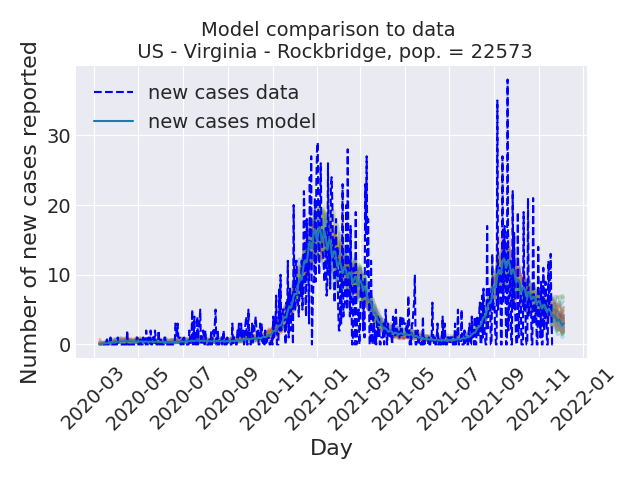 Model comparison to data
US - Virginia - Rockbridge, pop. = 22573
Number of new cases reported
new cases data
new cases model
30
20
10
0
2020-03
2020-05
2020-07
2020-09
2020-11
2021-01
2021-03
2021-05
2021-07
2021-09
2021-11
2022-01
Day